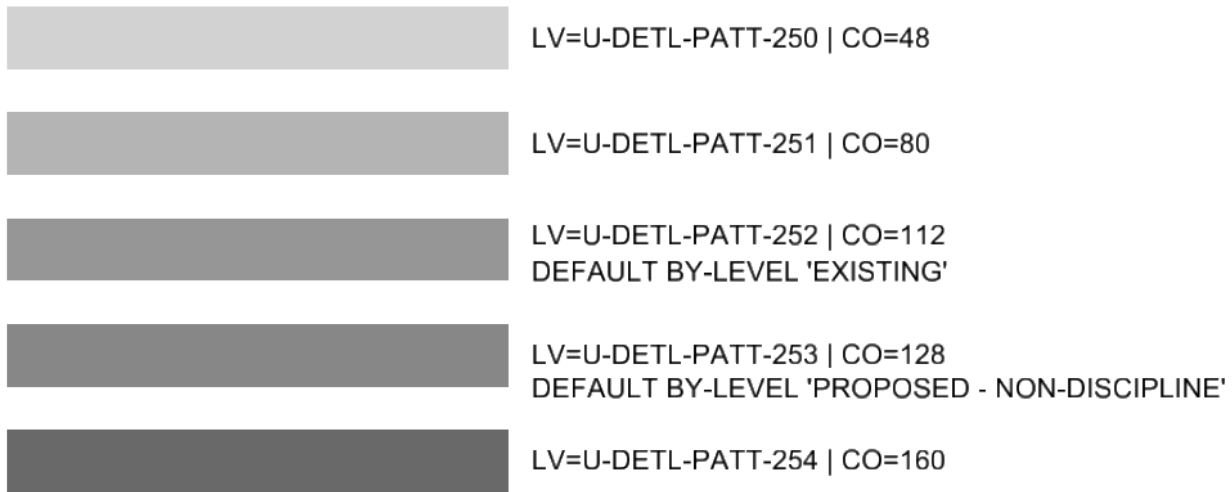 LV=U-DETL-PATT-250 | CO=48
LV=U-DETL-PATT-251 | CO=80
LV=U-DETL-PATT-252 | CO=112
DEFAULT BY-LEVEL 'EXISTING'
LV=U-DETL-PATT-253 | CO=128
DEFAULT BY-LEVEL 'PROPOSED - NON-DISCIPLINE'
LV=U-DETL-PATT-254 | CO=160